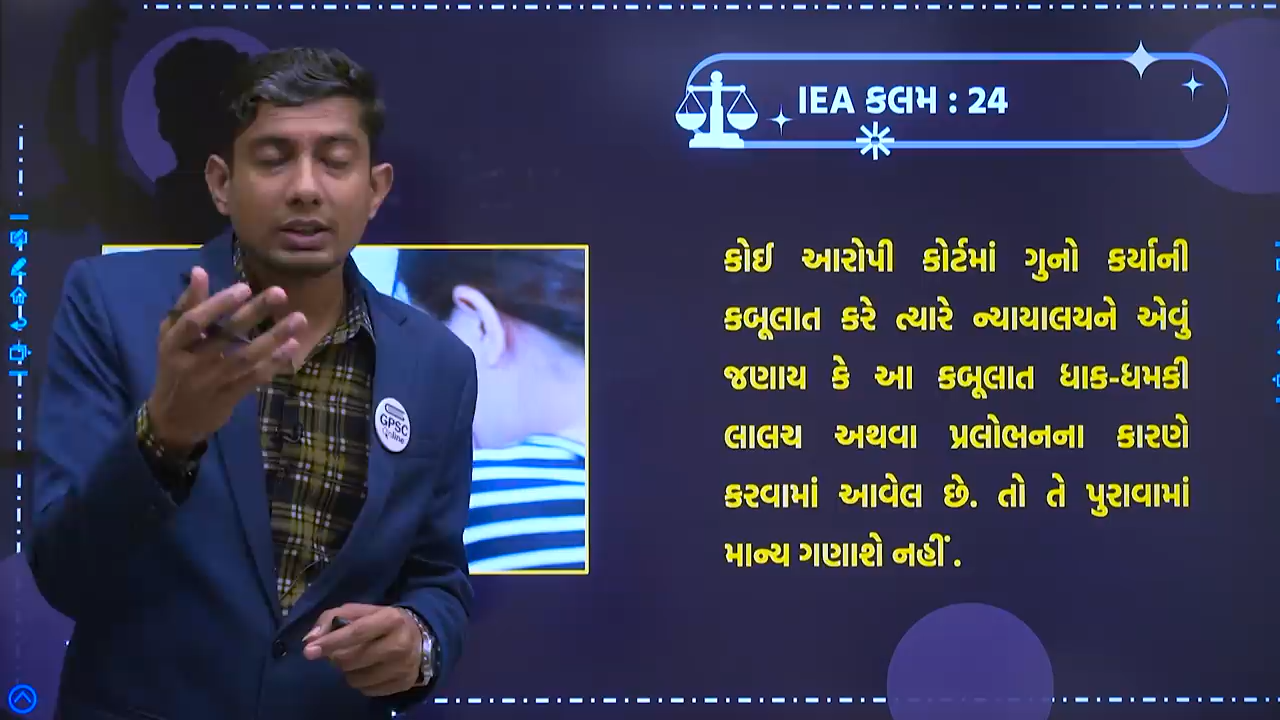 IEA કલમ : 24
કોઈ આરોપી કોર્ટમાં ગુનો કર્યાની
કબૂલાત કરે ત્યારે ન્યાયાલયને એવું
જણાય કે આ કબૂલાત ધાક-ધમકી
લાલચ અથવા પ્રલોભનના કારણે
કરવામાં આવેલ છે. તો તે પુરાવામાં
માન્ય ગણાશે નહીં.
GPSC
Online